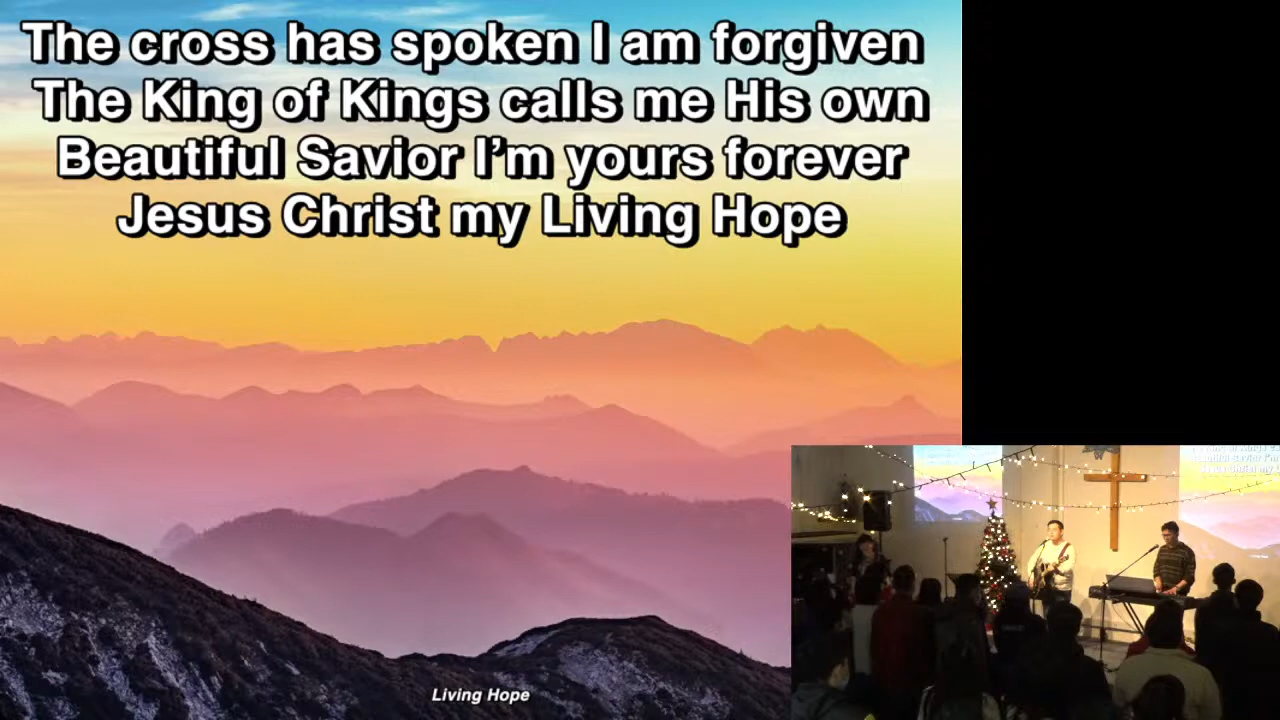 The cross has spoken I am forgiven
The King of Kings calls me His own
Beautiful Savior I’m yours forever
Jesus Christ my Living Hope
Living Hope